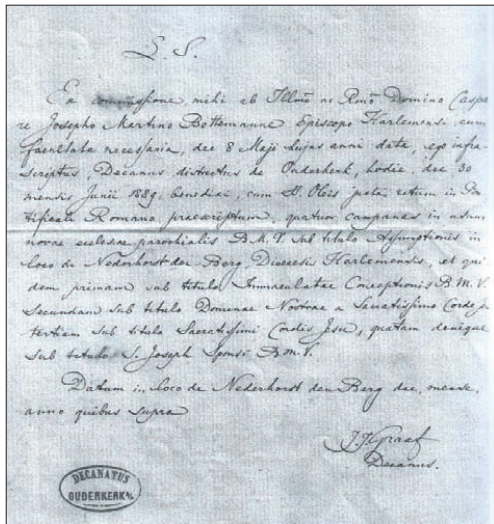 L. S.
Ex commissione, mihi ab Illmo ac Rmo Domino Caspa
re Josepho Martino Bottemanne Episcopo Harlemensi cum
facultate necessaria, die 8 Maji hujus anni data, ego infra
scriptus, Decanus districtus de Ouderkerk, hodie, die 30
mensis Junii 1889, benedixi, cum SS. Oleis juxta ritum in Pon
tificali Romano praescriptum, quatuor campanas in usum
novae ecclesiae parochialis B. M. V. sub titulo Assumptionis in
loco de Nederhorst den Berg Dioecesis Harlemensis, et qui
dem primam sub titulo Immaculatae Conceptionis B. M. V.
Secundam sub titulo Dominae Nostrae a Sacratissimo Corde
tertiam sub titulo Sacratissimi Cordis Jesu, quatam denique
sub titulo S. Joseph Sponsi B. M. V.
Datum in loco de Nederhorst den Berg die, mense,
anno quibus supra
J. J. Graaf
Decanus.
DECANATUS
OUDERKERK a/A